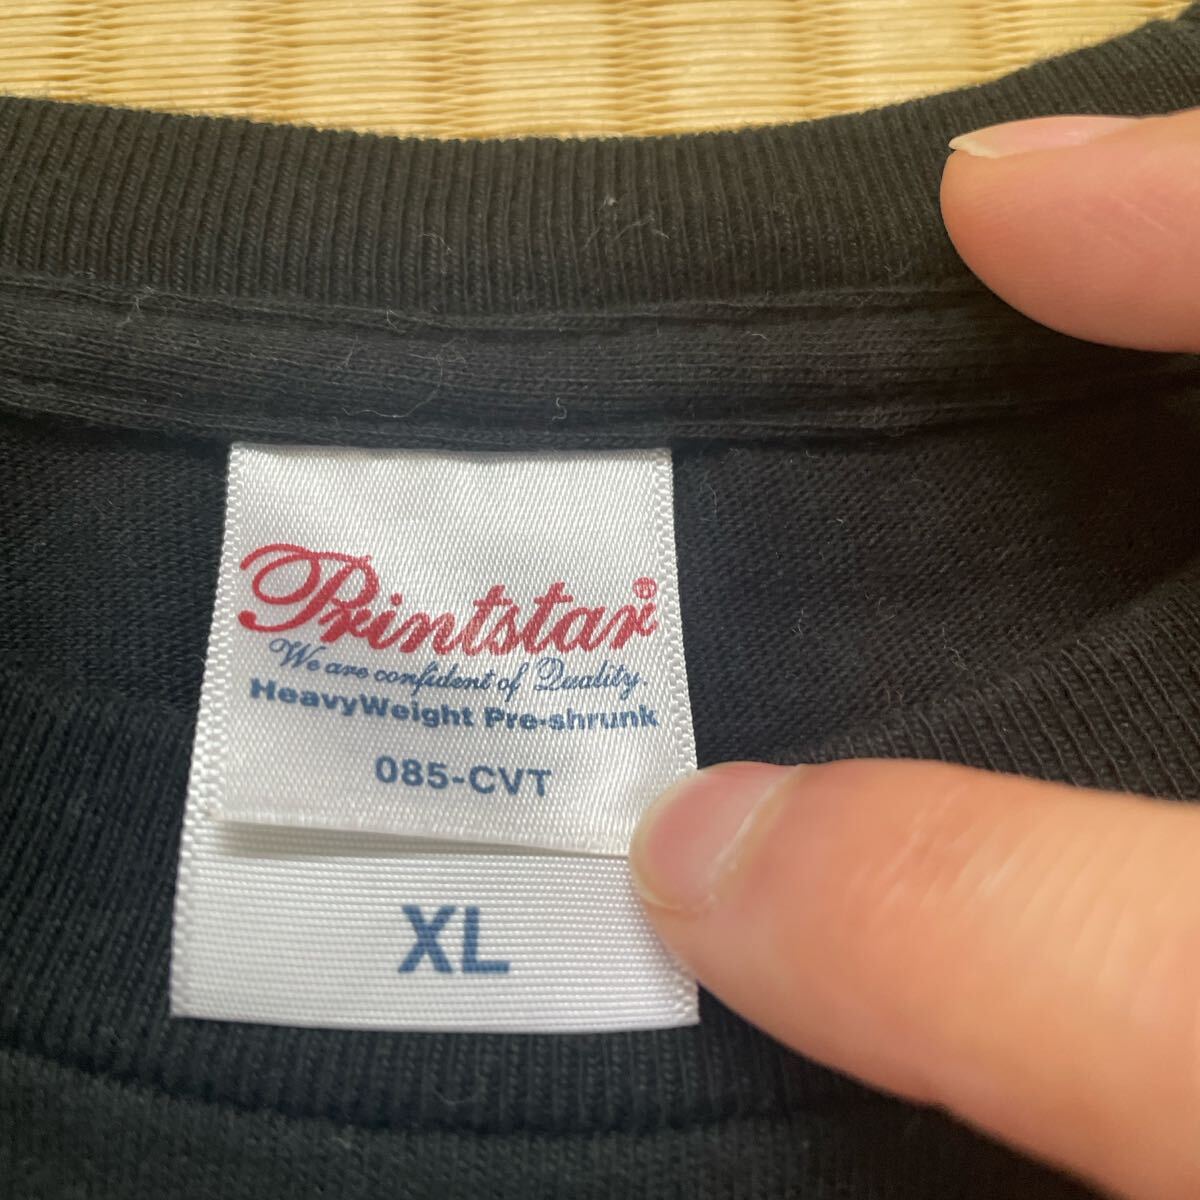 Printstar®
We are confident of Quality.
HeavyWeight Pre-shrunk
085-CVT
XL